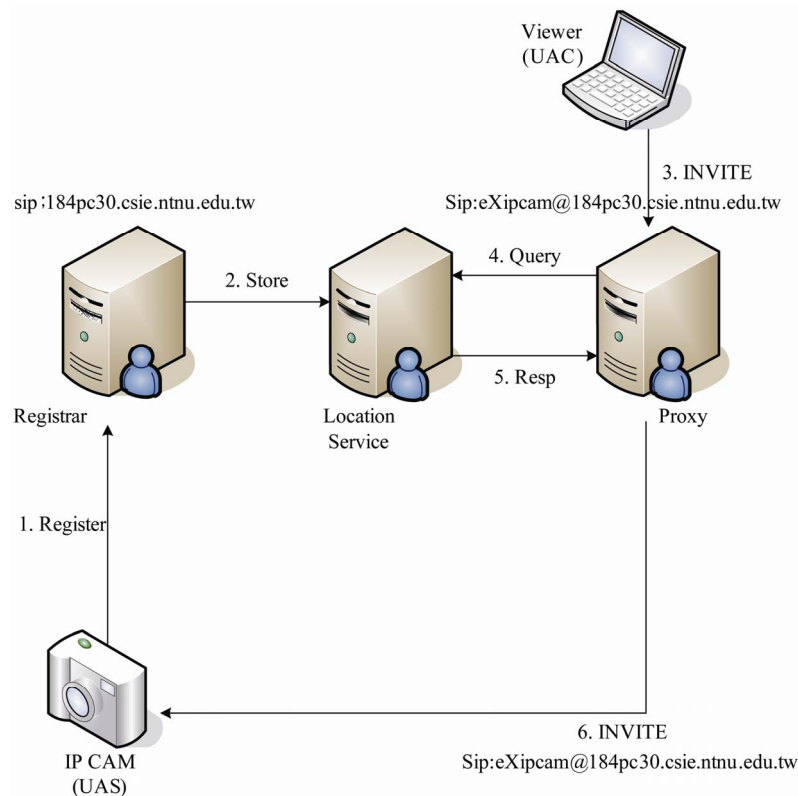 Viewer
(UAC)
3. INVITE
sip:184pc30.csie.ntnu.edu.tw
Sip:eXipcam@184pc30.csie.ntnu.edu.tw
2. Store
4. Query
5. Resp
Registrar
Location
Service
Proxy
1. Register
IP CAM
(UAS)
6. INVITE
Sip:eXipcam@184pc30.csie.ntnu.edu.tw